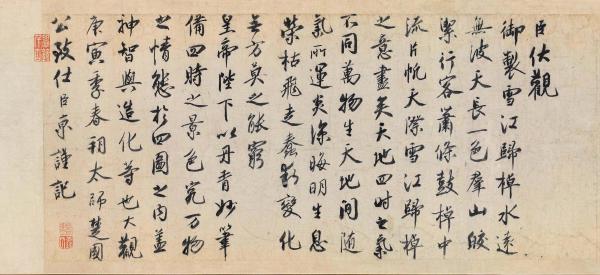 臣伏觀
御製雪江歸棹水遠
無波天長一色羣山皎
潔行客蕭條鼓棹中
流片帆天際雪江歸棹
之意盡矣天地四時之氣
不同萬物生天地間隨
氣所運炎涼晦明生息
榮枯飛走蠢動變化
無方莫之能窮
皇帝陛下以丹青妙筆
備四時之景色究万物
之情態於四圖之內蓋
神智與造化等也大觀
庚寅季春朔太師楚國
公致仕臣京謹記